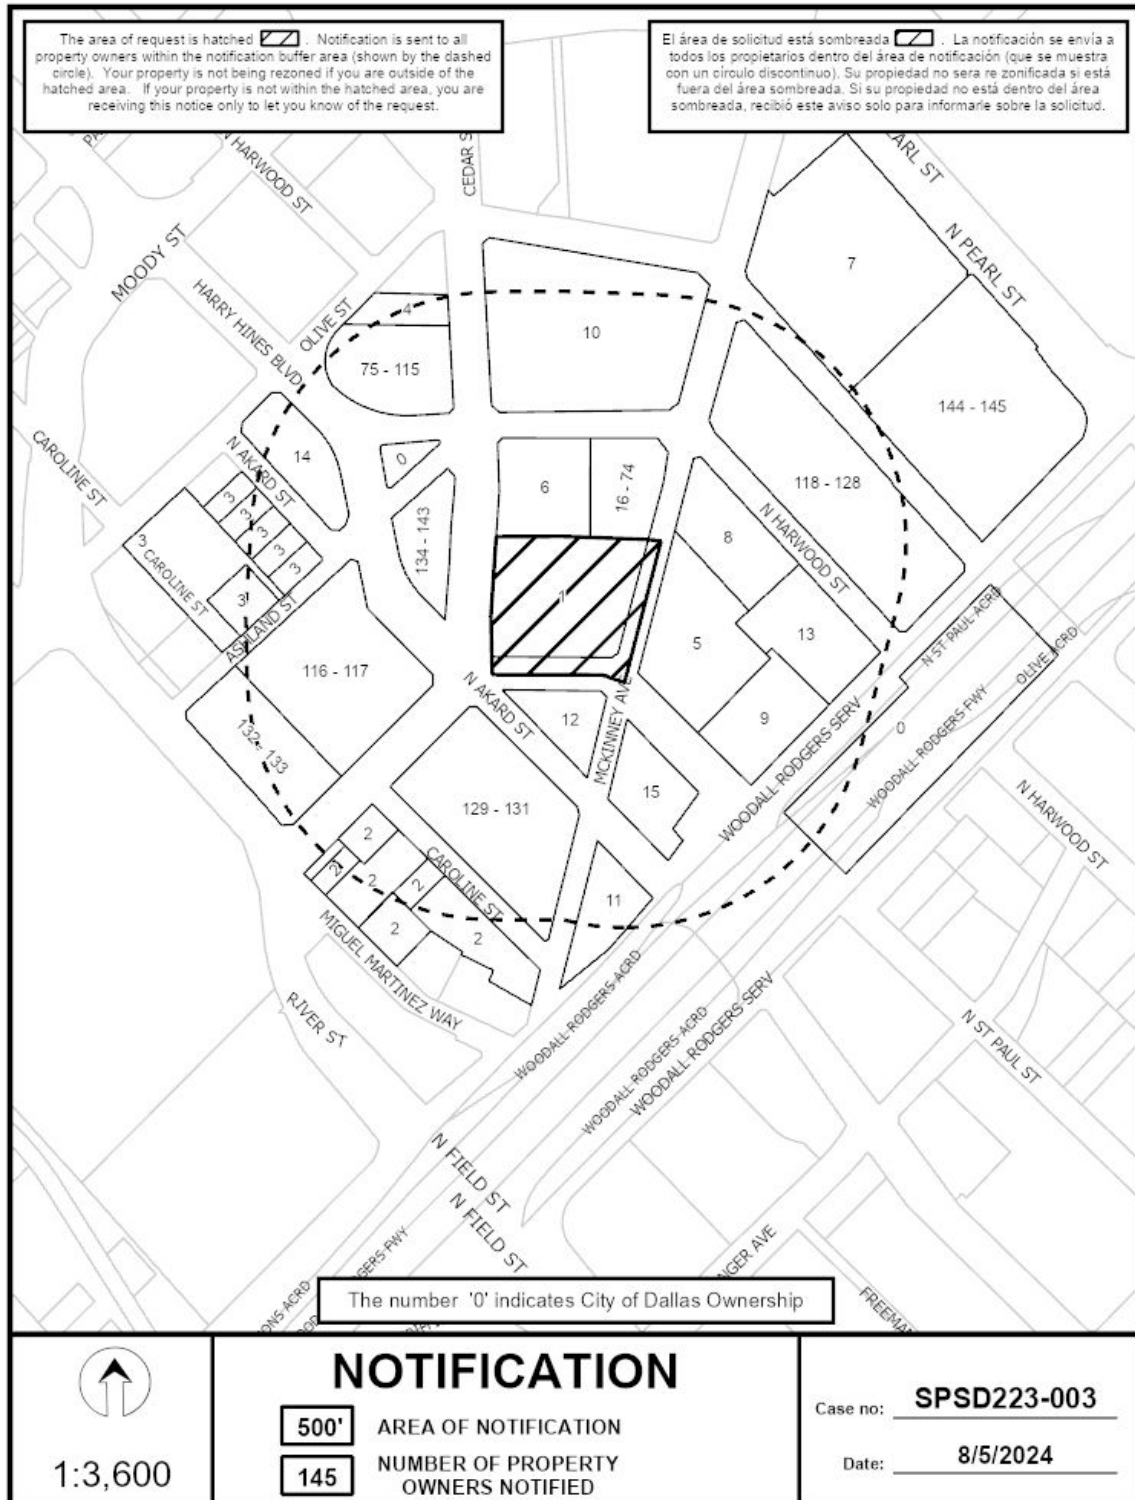 The area of request is hatched . Notification is sent to all
property owners within the notification buffer area (shown by the dashed
circle). Your property is not being rezoned if you are outside of the
hatched area. If your property is not within the hatched area, you are
receiving this notice only to let you know of the request.
El área de solicitud está sombreada . La notificación se envía a
todos los propietarios dentro del área de notificación (que se muestra
con un círculo discontinuo). Su propiedad no sera re zonificada si está
fuera del área sombreada. Si su propiedad no está dentro del área
sombreada, recibió este aviso solo para informarle sobre la solicitud.
N HARWOOD ST
CEDAR S
EARL ST
N PEARL ST
MOODY ST
HARRY HINES BLVD
OLIVE ST
4
10
7
75 - 115
144 - 145
CAROLINE ST
N AKARD ST
14
0
6
16 - 74
118 - 128
N HARWOOD ST
134 - 143
8
3
3
3
3
3
3
CAROLINE ST
3
ASHLAND ST
1
5
13
N ST PAUL ACRD
OLIVE ACRD
116 - 117
N AKARD ST
12
MCKINNEY AVE
9
WOODALL RODGERS SERV
0
WOODALL RODGERS FWY
132 - 133
129 - 131
15
N HARWOOD ST
2
2
2
2
CAROLINE ST
2
2
11
MIGUEL MARTINEZ WAY
RIVER ST
WOODALL RODGERS ACRD
WOODALL RODGERS ACRD
WOODALL RODGERS SERV
N ST PAUL ST
N FIELD ST
N FIELD ST
GERS FWY
ONS ACRD
NGER AVE
The number '0' indicates City of Dallas Ownership
1:3,600
NOTIFICATION
500' AREA OF NOTIFICATION
145 NUMBER OF PROPERTY
OWNERS NOTIFIED
Case no: SPSD223-003
Date: 8/5/2024